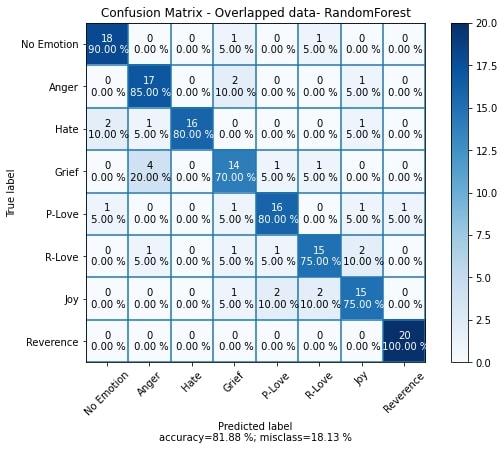 Confusion Matrix - Overlapped data- RandomForest
No Emotion 18 0 0 1 0 1 0 0
90.00 % 0.00 % 0.00 % 5.00 % 0.00 % 5.00 % 0.00 % 0.00 %
Anger 0 17 0 2 0 0 1 0
0.00 % 85.00 % 0.00 % 10.00 % 0.00 % 0.00 % 5.00 % 0.00 %
Hate 2 1 16 0 0 0 1 0
10.00 % 5.00 % 80.00 % 0.00 % 0.00 % 0.00 % 5.00 % 0.00 %
Grief 0 4 0 14 1 1 0 0
0.00 % 20.00 % 0.00 % 70.00 % 5.00 % 5.00 % 0.00 % 0.00 %
P-Love 1 0 0 1 16 0 1 1
5.00 % 0.00 % 0.00 % 5.00 % 80.00 % 0.00 % 5.00 % 5.00 %
R-Love 0 1 0 1 1 15 2 0
0.00 % 5.00 % 0.00 % 5.00 % 5.00 % 75.00 % 10.00 % 0.00 %
Joy 0 0 0 1 2 2 15 0
0.00 % 0.00 % 0.00 % 5.00 % 10.00 % 10.00 % 75.00 % 0.00 %
Reverence 0 0 0 0 0 0 0 20
0.00 % 0.00 % 0.00 % 0.00 % 0.00 % 0.00 % 0.00 % 100.00 %
True label
No Emotion Anger Hate Grief P-Love R-Love Joy Reverence
Predicted label
accuracy=81.88 %; misclass=18.13 %
20.0
17.5
15.0
12.5
10.0
7.5
5.0
2.5
0.0